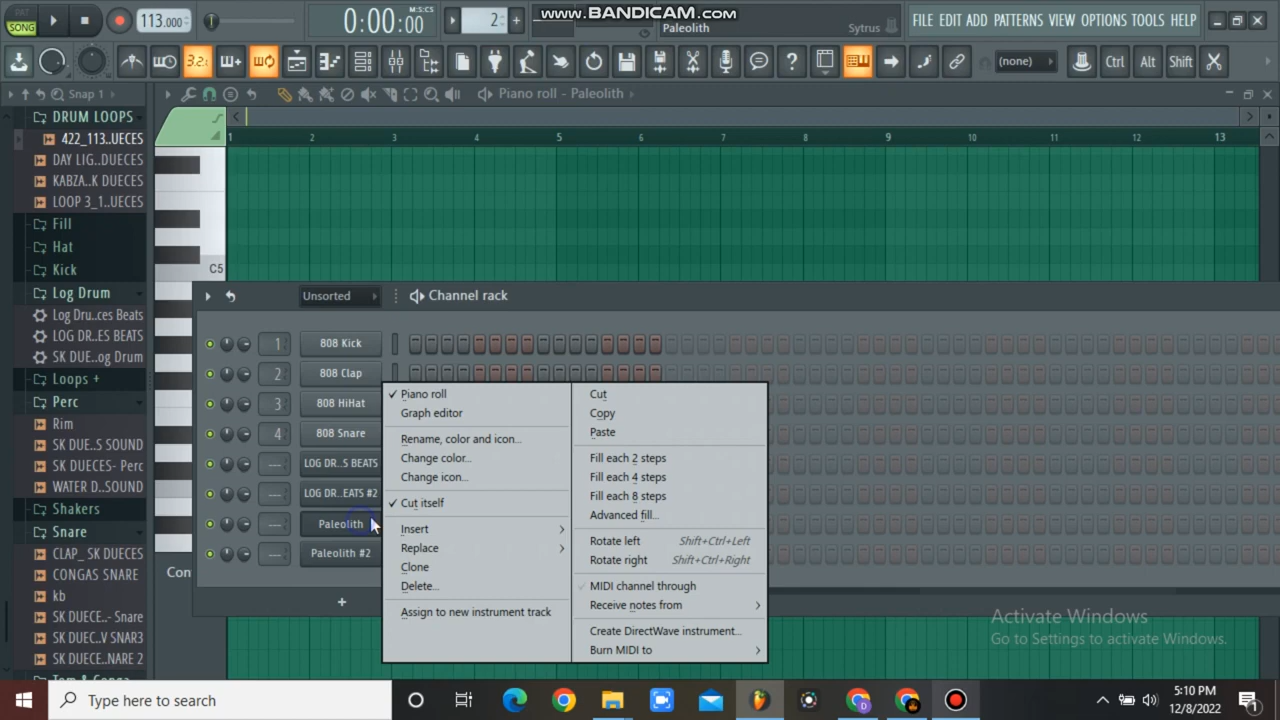 PAT
SONG
113.000
0:00:00
M:S:CS
2
www.BANDICAM.com
Paleolith
Sytrus
FILE EDIT ADD PATTERNS VIEW OPTIONS TOOLS HELP
(none)
Ctrl
Alt
Shift
Snap 1
Piano roll - Paleolith
1 2 3 4 5 6 7 8 9 10 11 12 13
C5
DRUM LOOPS
422_113..UECES
DAY LIG..DUECES
KABZA..K DUECES
LOOP 3_1..UECES
Fill
Hat
Kick
Log Drum
Log Dru..ces Beats
LOG DR..ES BEATS
SK DUE..og Drum
Loops +
Perc
Rim
SK DUE..S SOUND
SK DUECES- Perc
WATER D..SOUND
Shakers
Snare
CLAP_ SK DUECES
CONGAS SNARE
kb
SK DUECE..- Snare
SK DUEC..V SNAR3
SK DUECE..NARE 2
Unsorted
Channel rack
1 808 Kick
2 808 Clap
3 808 HiHat
4 808 Snare
--- LOG DR..S BEATS
--- LOG DR..EATS #2
--- Paleolith
--- Paleolith #2
+
Piano roll
Graph editor
Rename, color and icon...
Change color...
Change icon...
Cut itself
Insert
Replace
Clone
Delete...
Assign to new instrument track
Cut
Copy
Paste
Fill each 2 steps
Fill each 4 steps
Fill each 8 steps
Advanced fill...
Rotate left Shift+Ctrl+Left
Rotate right Shift+Ctrl+Right
MIDI channel through
Receive notes from
Create DirectWave instrument...
Burn MIDI to
Activate Windows
Go to Settings to activate Windows.
Type here to search
5:10 PM
12/8/2022